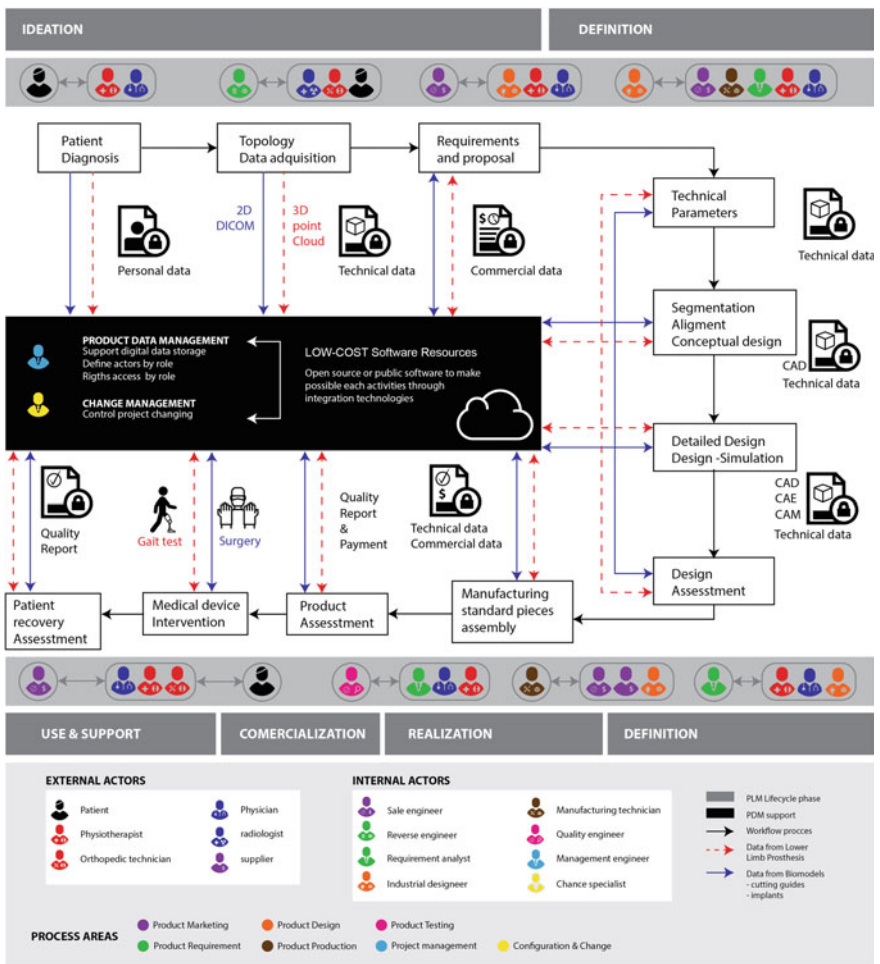 IDEATION
DEFINITION
Patient
Diagnosis
Topology
Data adquisition
Requirements
and proposal
Technical
Parameters
2D
DICOM
3D
point
Cloud
Personal data
Technical data
$
Commercial data
Technical data
PRODUCT DATA MANAGEMENT
Support digital data storage
Define actors by role
Rigths access by role
CHANGE MANAGEMENT
Control project changing
LOW-COST Software Resources
Open source or public software to make
possible each activities through
integration technologies
Segmentation
Aligment
Conceptual design
CAD
Technical data
Detailed Design
Design -Simulation
CAD
CAE
CAM
Technical data
Quality
Report
Gait test
Surgery
Quality
Report
&
Payment
$
Technical data
Commercial data
Patient
recovery
Assestment
Medical device
Intervention
Product
Assestment
Manufacturing
standard pieces
assembly
Design
Assestment
USE & SUPPORT
COMERCIALIZATION
REALIZATION
DEFINITION
EXTERNAL ACTORS
Patient
Physiotherapist
Orthopedic technician
Physician
radiologist
supplier
INTERNAL ACTORS
Sale engineer
Reverse engineer
Requirement analyst
Industrial designeer
Manufacturing technician
Quality engineer
Management engineer
Chance specialist
PLM Lifecycle phase
PDM support
Workflow procces
Data from Lower
Limb Prosthesis
Data from Biomodels
- cutting guides
- implants
PROCESS AREAS
Product Marketing
Product Design
Product Testing
Product Requirement
Product Production
Project management
Configuration & Change